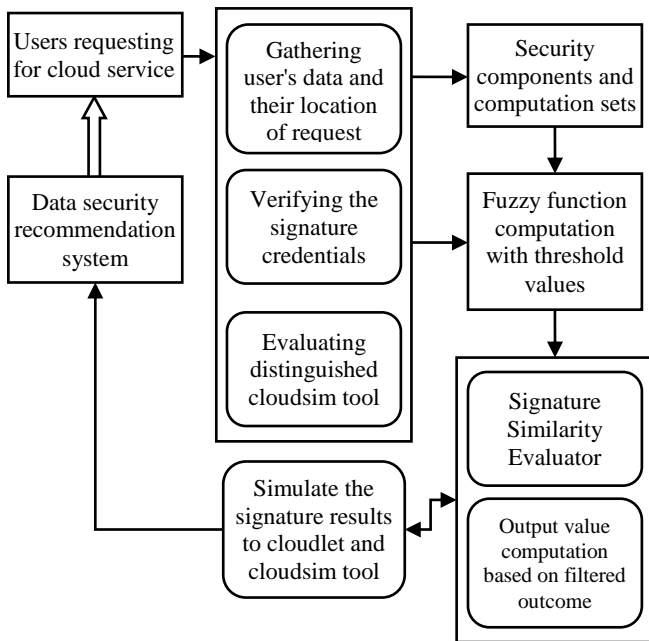 Users requesting
for cloud service
Gathering
user's data and
their location
of request
Security
components and
computation sets
Data security
recommendation
system
Verifying the
signature
credentials
Fuzzy function
computation
with threshold
values
Evaluating
distinguished
cloudsim tool
Signature
Similarity
Evaluator
Simulate the
signature results
to cloudlet and
cloudsim tool
Output value
computation
based on filtered
outcome